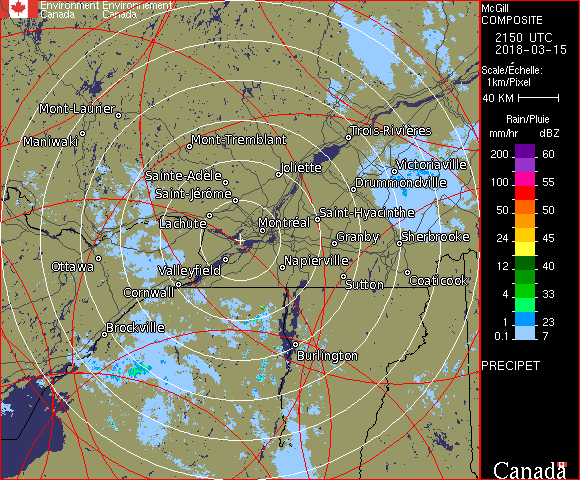 Environment Environnement
Canada Canada
Mont-Laurier
Maniwaki
Mont-Tremblant
Trois-Rivières
Joliette
Victoriaville
Sainte-Adèle
Drummondville
Saint-Jérôme
Lachute
Saint-Hyacinthe
Montréal
Granby
Sherbrooke
Ottawa
Valleyfield
Napierville
Cornwall
Sutton
Coaticook
Brockville
Burlington
McGill
COMPOSITE
2150 UTC
2018-03-15
Scale/Échelle:
1km/Pixel
40 KM
Rain/Pluie
mm/hr dBZ
200 60
100 55
50 50
24 45
12 40
4 33
1 23
0.1 7
PRECIPET
Canada